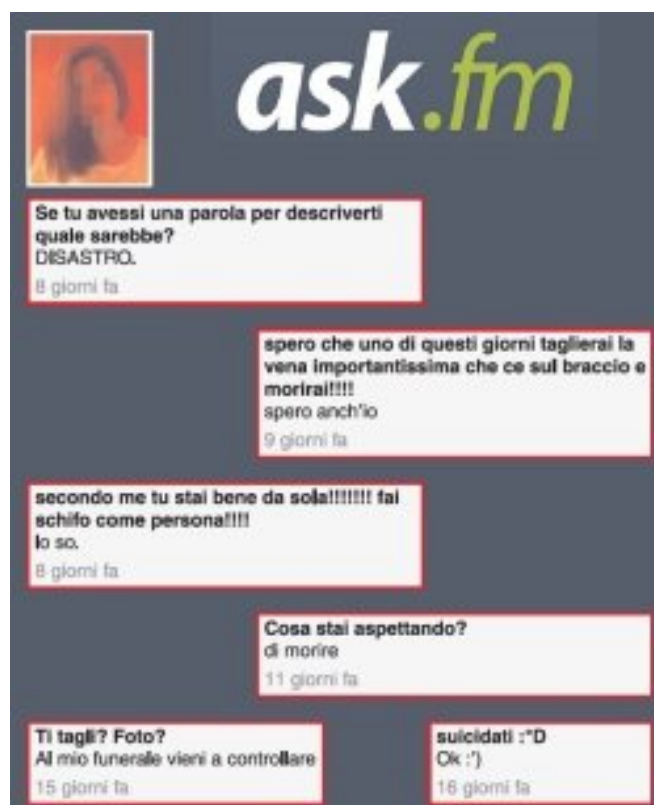 ask.fm
Se tu avessi una parola per descriverti
quale sarebbe?
DISASTRO.
8 giorni fa
spero che uno di questi giorni taglierai la
vena importantissima che ce sul braccio e
morirai!!!!
spero anch'io
9 giorni fa
secondo me tu stai bene da sola!!!!!!! fai
schifo come persona!!!!
lo so.
8 giorni fa
Cosa stai aspettando?
di morire
11 giorni fa
Ti tagli? Foto?
Al mio funerale vieni a controllare
15 giorni fa
suicidati :"D
Ok :')
16 giorni fa